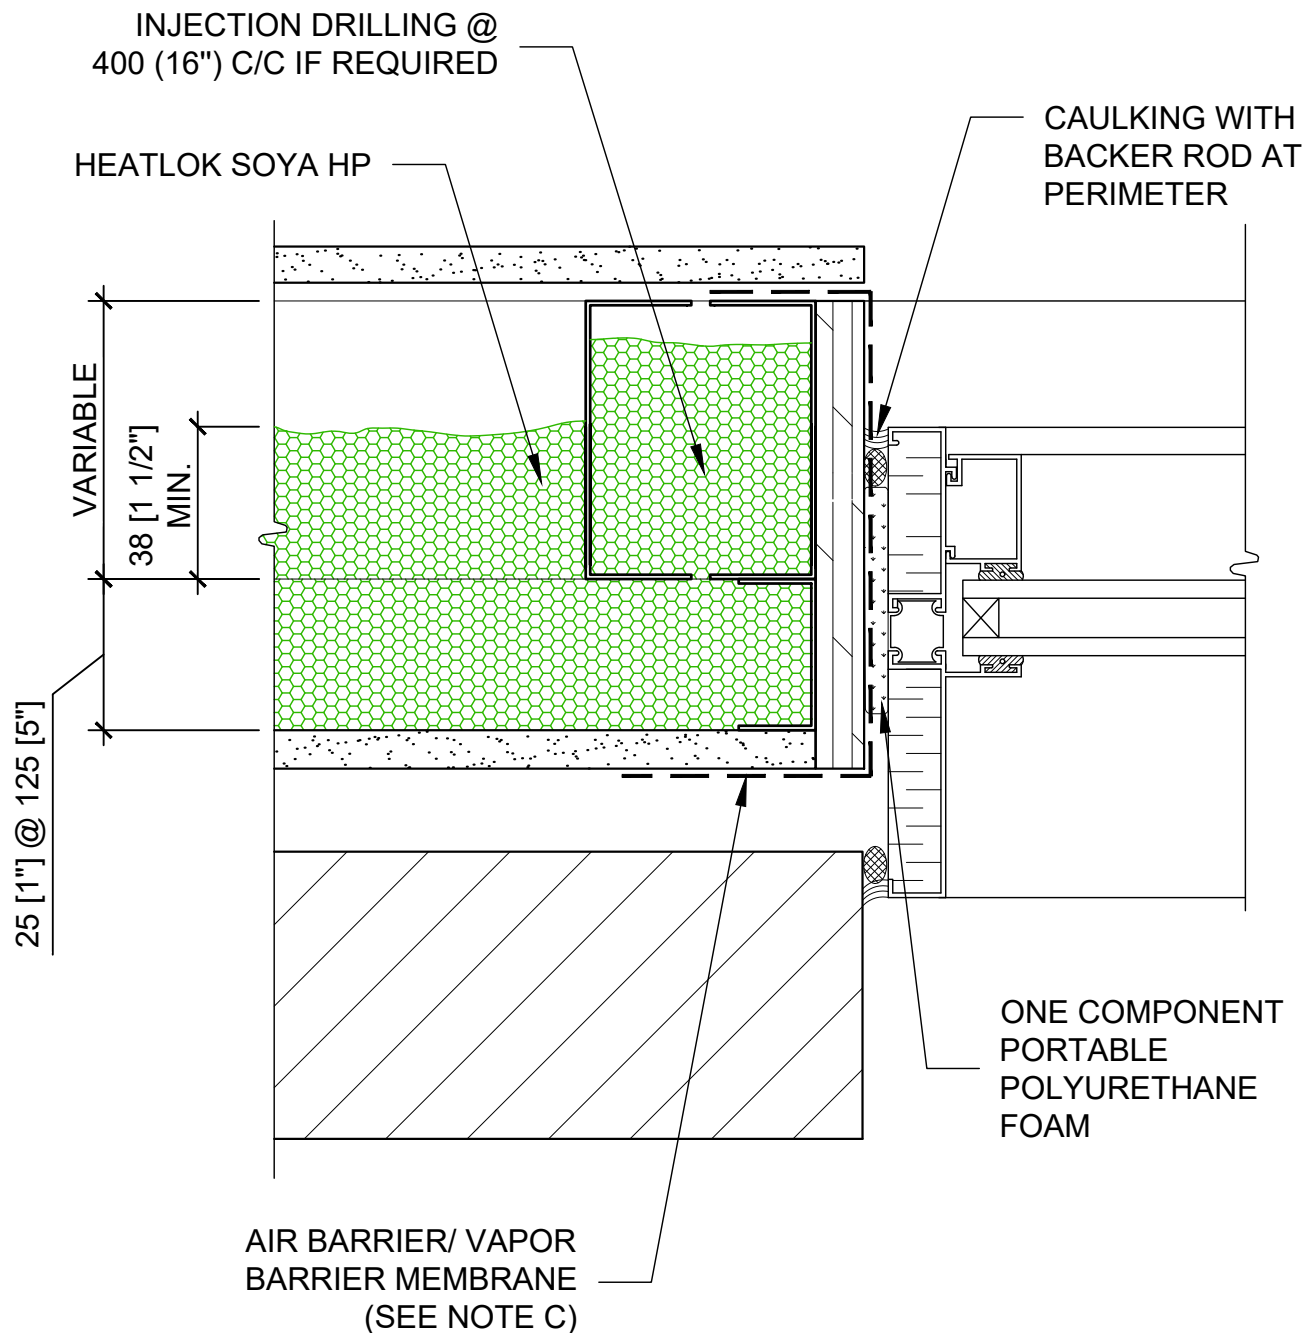 INJECTION DRILLING @
400 (16") C/C IF REQUIRED
CAULKING WITH
BACKER ROD AT
PERIMETER
HEATLOK SOYA HP
VARIABLE
38 [1 1/2"]
MIN.
25 [1"] @ 125 [5"]
ONE COMPONENT
PORTABLE
POLYURETHANE
FOAM
AIR BARRIER/ VAPOR
BARRIER MEMBRANE
(SEE NOTE C)